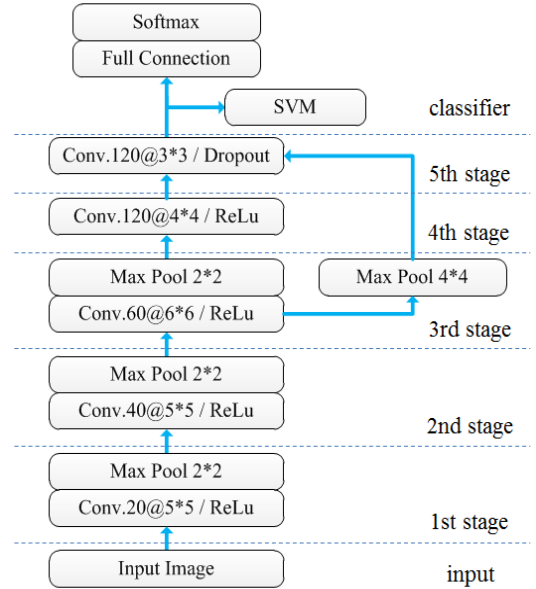 Softmax
Full Connection
SVM
classifier
Conv.120@3*3 / Dropout
5th stage
Conv.120@4*4 / ReLu
4th stage
Max Pool 2*2
Max Pool 4*4
Conv.60@6*6 / ReLu
3rd stage
Max Pool 2*2
Conv.40@5*5 / ReLu
2nd stage
Max Pool 2*2
Conv.20@5*5 / ReLu
1st stage
Input Image
input